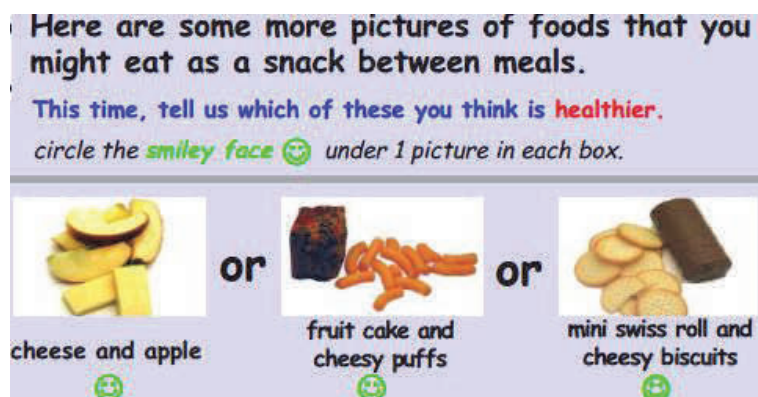 Here are some more pictures of foods that you
might eat as a snack between meals.
This time, tell us which of these you think is healthier.
circle the smiley face under 1 picture in each box.
or
or
cheese and apple
fruit cake and
cheesy puffs
mini swiss roll and
cheesy biscuits